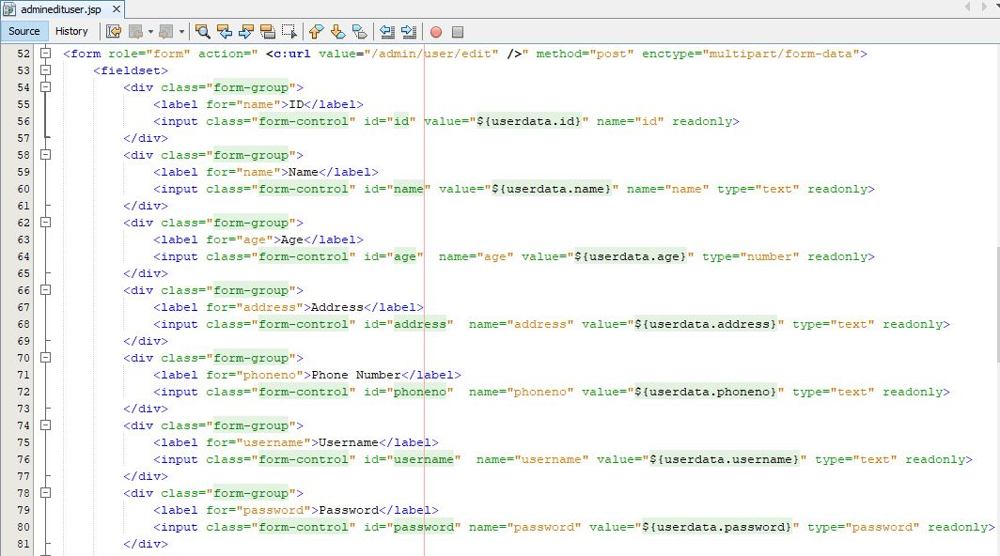 adminedituser.jsp
Source History
52 <form role="form" action=" <c:url value="/admin/user/edit" />" method="post" enctype="multipart/form-data">
53 <fieldset>
54 <div class="form-group">
55 <label for="name">ID</label>
56 <input class="form-control" id="id" value="${userdata.id}" name="id" readonly>
57 </div>
58 <div class="form-group">
59 <label for="name">Name</label>
60 <input class="form-control" id="name" value="${userdata.name}" name="name" type="text" readonly>
61 </div>
62 <div class="form-group">
63 <label for="age">Age</label>
64 <input class="form-control" id="age"  name="age" value="${userdata.age}" type="number" readonly>
65 </div>
66 <div class="form-group">
67 <label for="address">Address</label>
68 <input class="form-control" id="address"  name="address" value="${userdata.address}" type="text" readonly>
69 </div>
70 <div class="form-group">
71 <label for="phoneno">Phone Number</label>
72 <input class="form-control" id="phoneno"  name="phoneno" value="${userdata.phoneno}" type="text" readonly>
73 </div>
74 <div class="form-group">
75 <label for="username">Username</label>
76 <input class="form-control" id="username"  name="username" value="${userdata.username}" type="text" readonly>
77 </div>
78 <div class="form-group">
79 <label for="password">Password</label>
80 <input class="form-control" id="password" name="password" value="${userdata.password}" type="password" readonly>
81 </div>